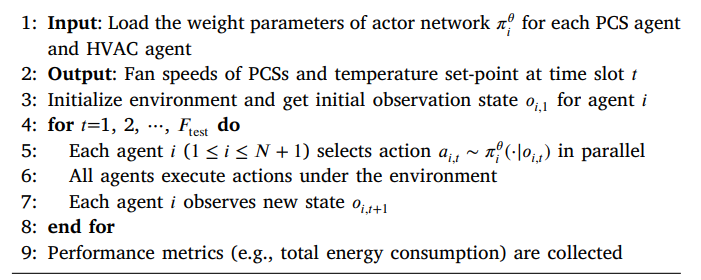 1: Input: Load the weight parameters of actor network π_i^θ for each PCS agent
and HVAC agent
2: Output: Fan speeds of PCSs and temperature set-point at time slot t
3: Initialize environment and get initial observation state o_{i,1} for agent i
4: for t=1, 2, ⋯, F_test do
5: Each agent i (1 ≤ i ≤ N + 1) selects action a_{i,t} ∼ π_i^θ(·|o_{i,t}) in parallel
6: All agents execute actions under the environment
7: Each agent i observes new state o_{i,t+1}
8: end for
9: Performance metrics (e.g., total energy consumption) are collected